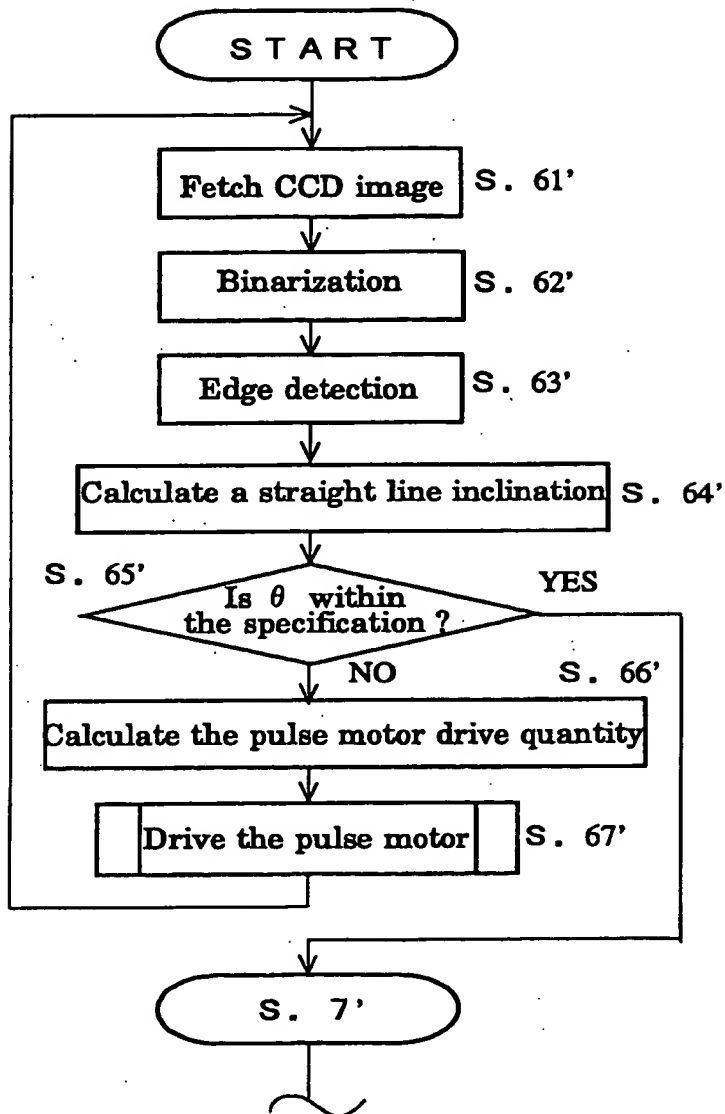 START
Fetch CCD image S. 61'
Binarization S. 62'
Edge detection S. 63'
Calculate a straight line inclination S. 64'
S. 65'
Is θ within
the specification ?
YES
NO
S. 66'
Calculate the pulse motor drive quantity
Drive the pulse motor S. 67'
S. 7'